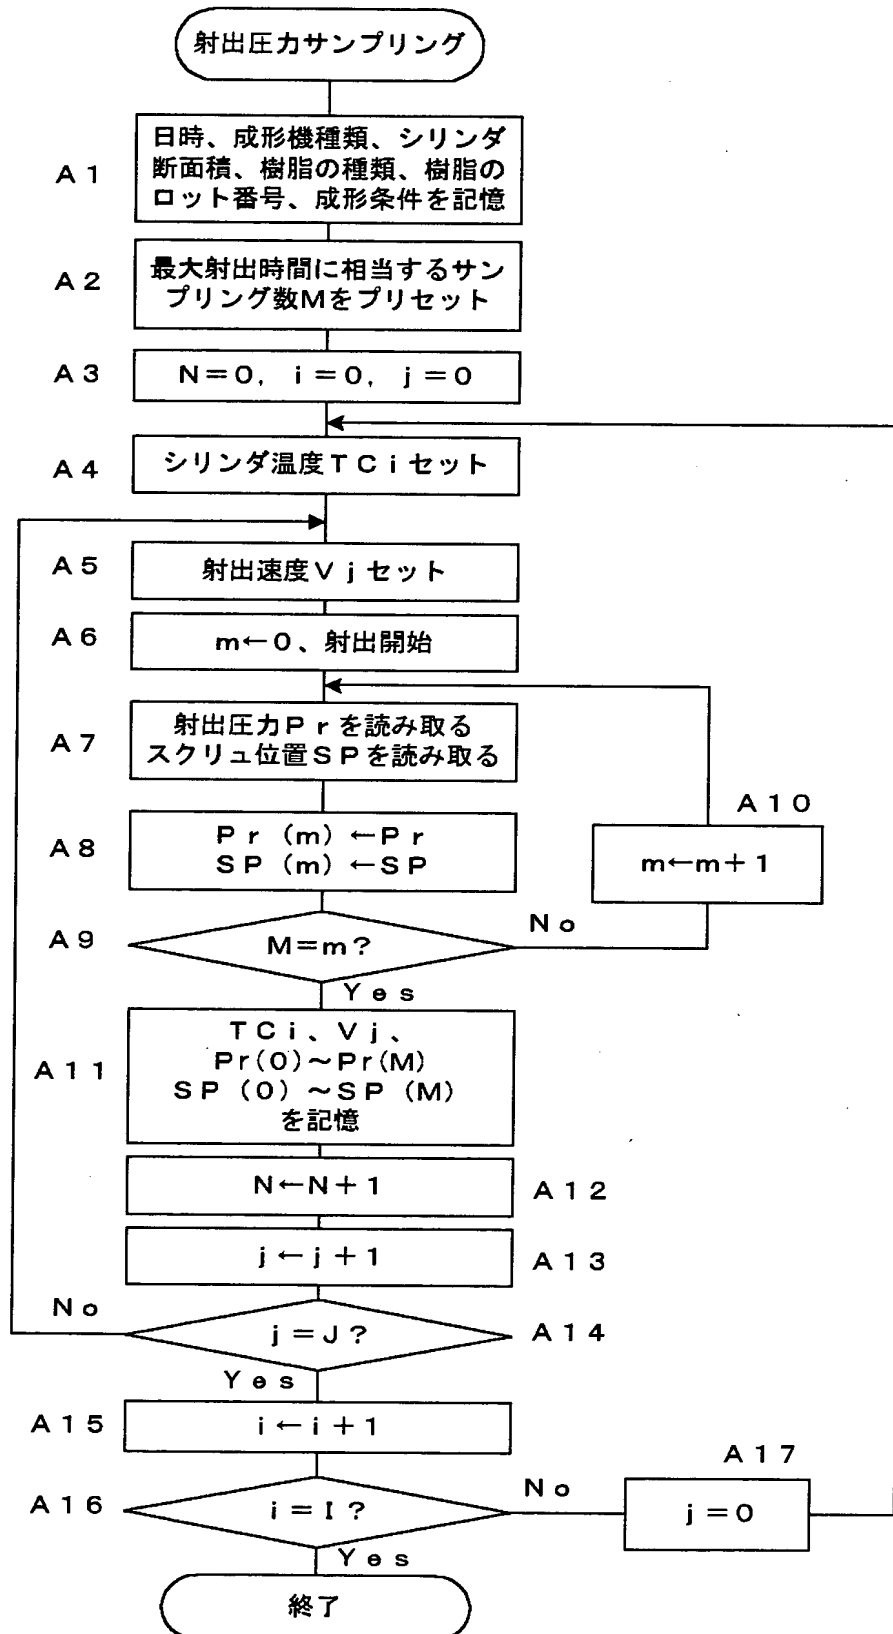 射出圧力サンプリング
A1
日時、成形機種類、シリンダ
断面積、樹脂の種類、樹脂の
ロット番号、成形条件を記憶
A2
最大射出時間に相当するサン
プリング数Mをプリセット
A3
N=0, i=0, j=0
A4
シリンダ温度TCiセット
A5
射出速度Vjセット
A6
m←0、射出開始
A7
射出圧力Prを読み取る
スクリュ位置SPを読み取る
A8
Pr (m) ←Pr
SP (m) ←SP
A10
m←m+1
A9
M=m?
No
Yes
A11
TCi、Vj、
Pr(0)~Pr(M)
SP (0) ~SP (M)
を記憶
N←N+1
A12
j←j+1
A13
No
j=J?
A14
Yes
A15
i←i+1
A16
i=I?
No
A17
j=0
Yes
終了